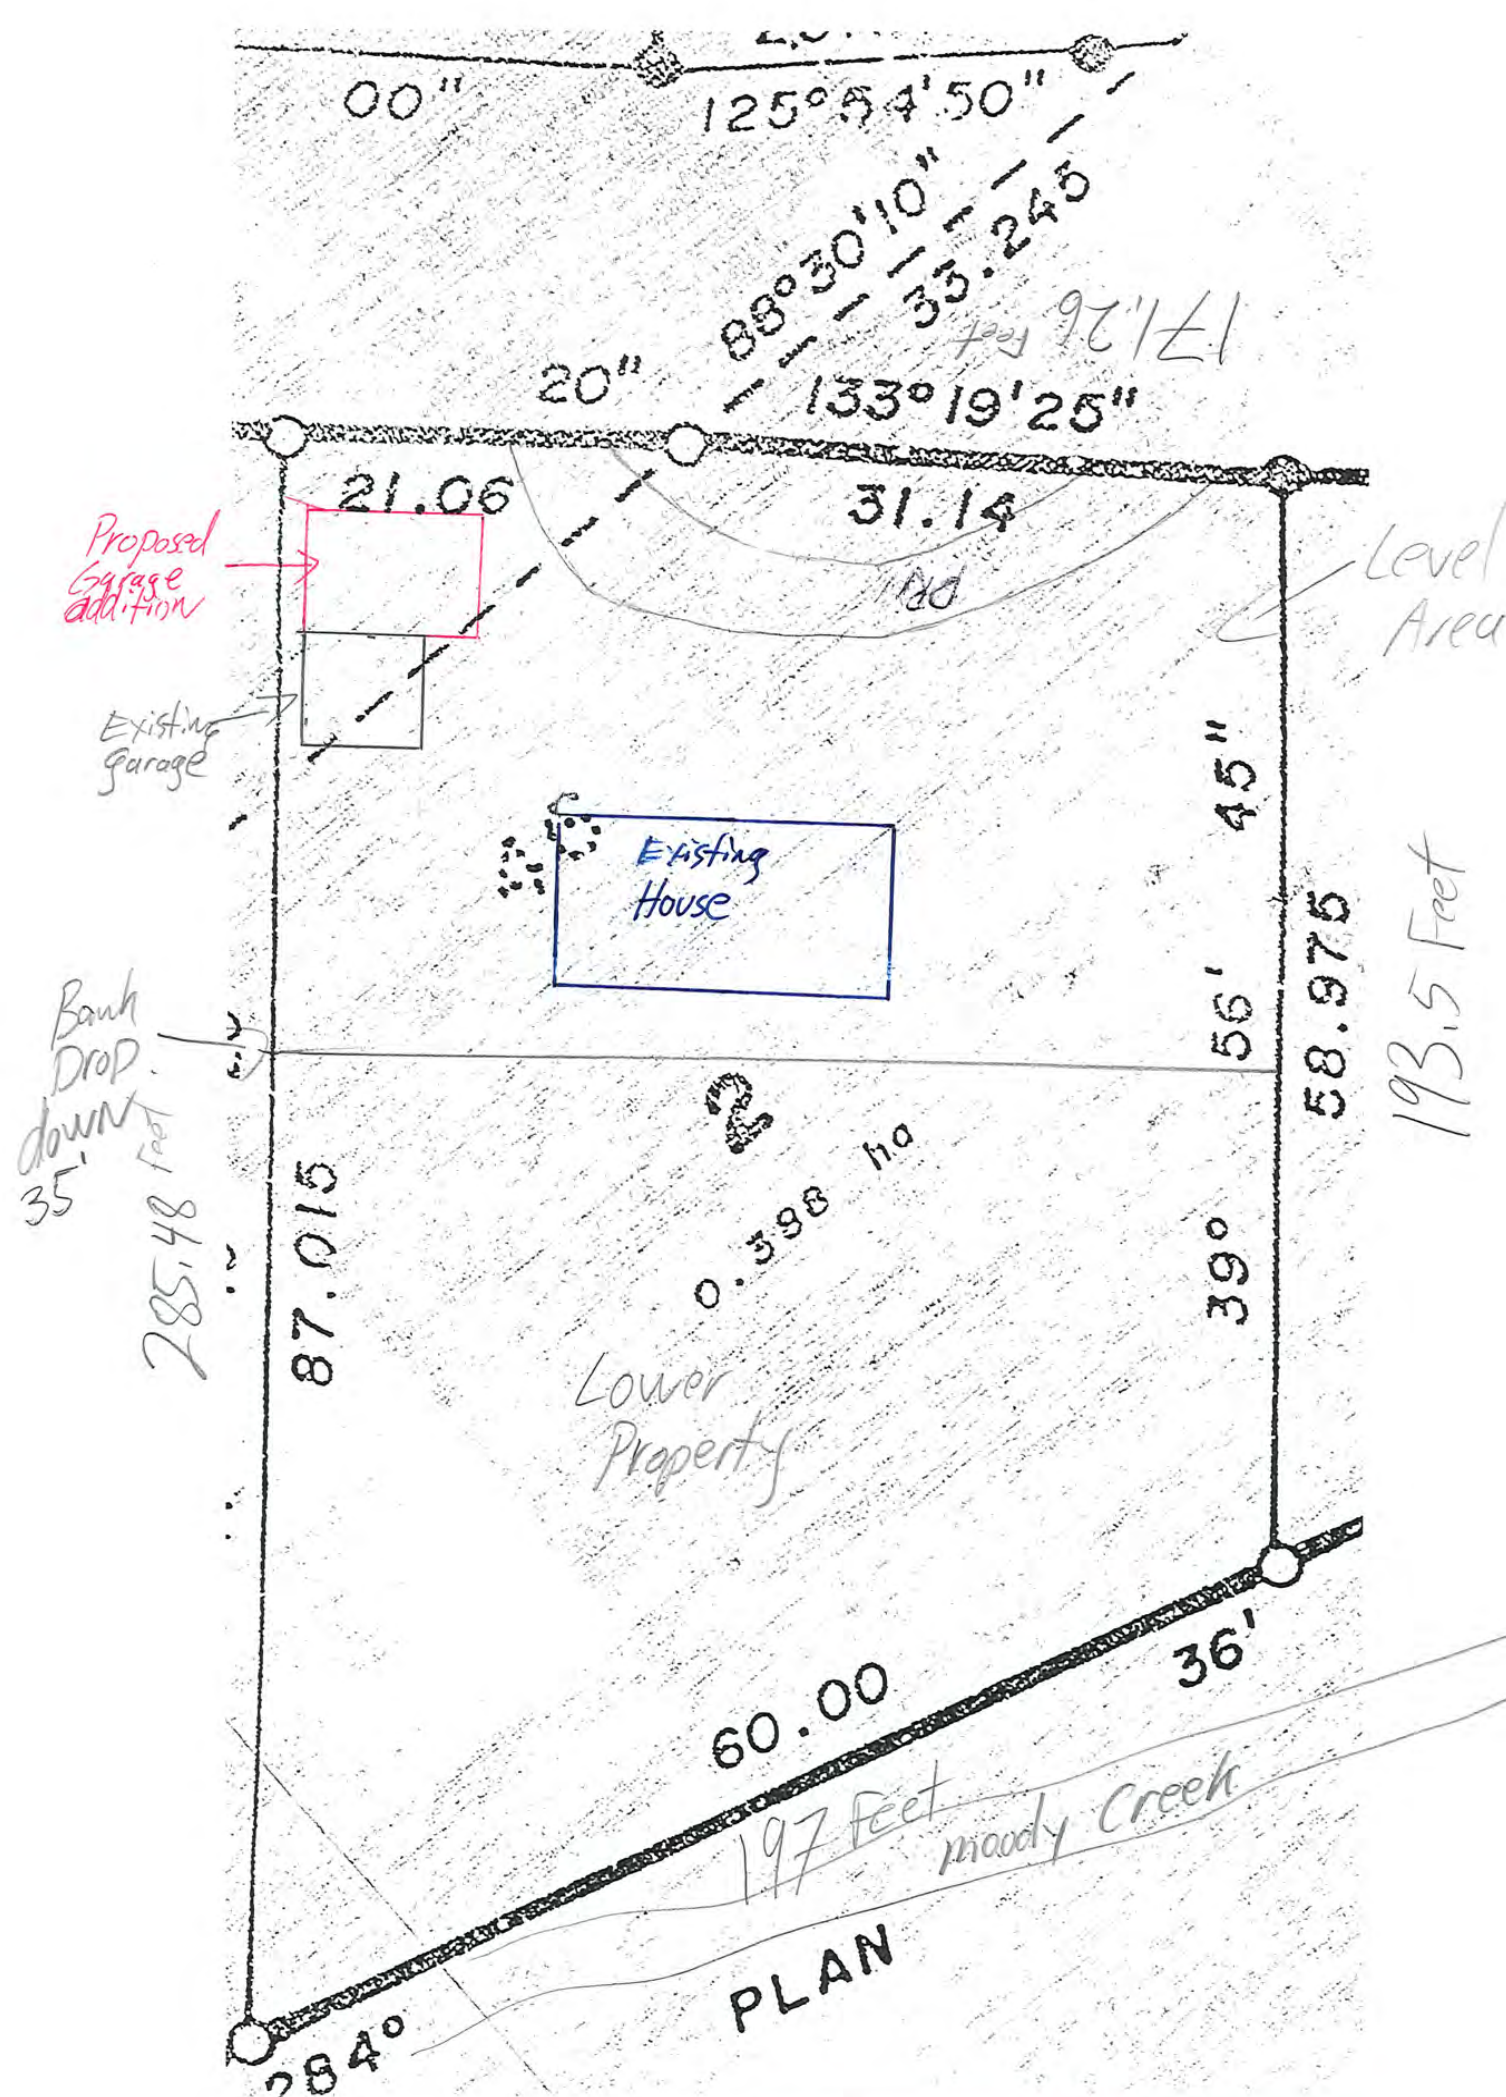 00"
125°54'50"
88°30'10"
33.245
171.26 Feet
20"
133°19'25"
21.06
31.14
Proposed
Garage
addition
Level
Area
Existing
garage
45"
Existing
House
58.975
193.5 Feet
Bank
Drop
down
35'
56'
2
0.398 ha
285.48 feet
87.015
39°
Lower
Property
60.00
36'
197 Feet
moody Creek
PLAN
284°